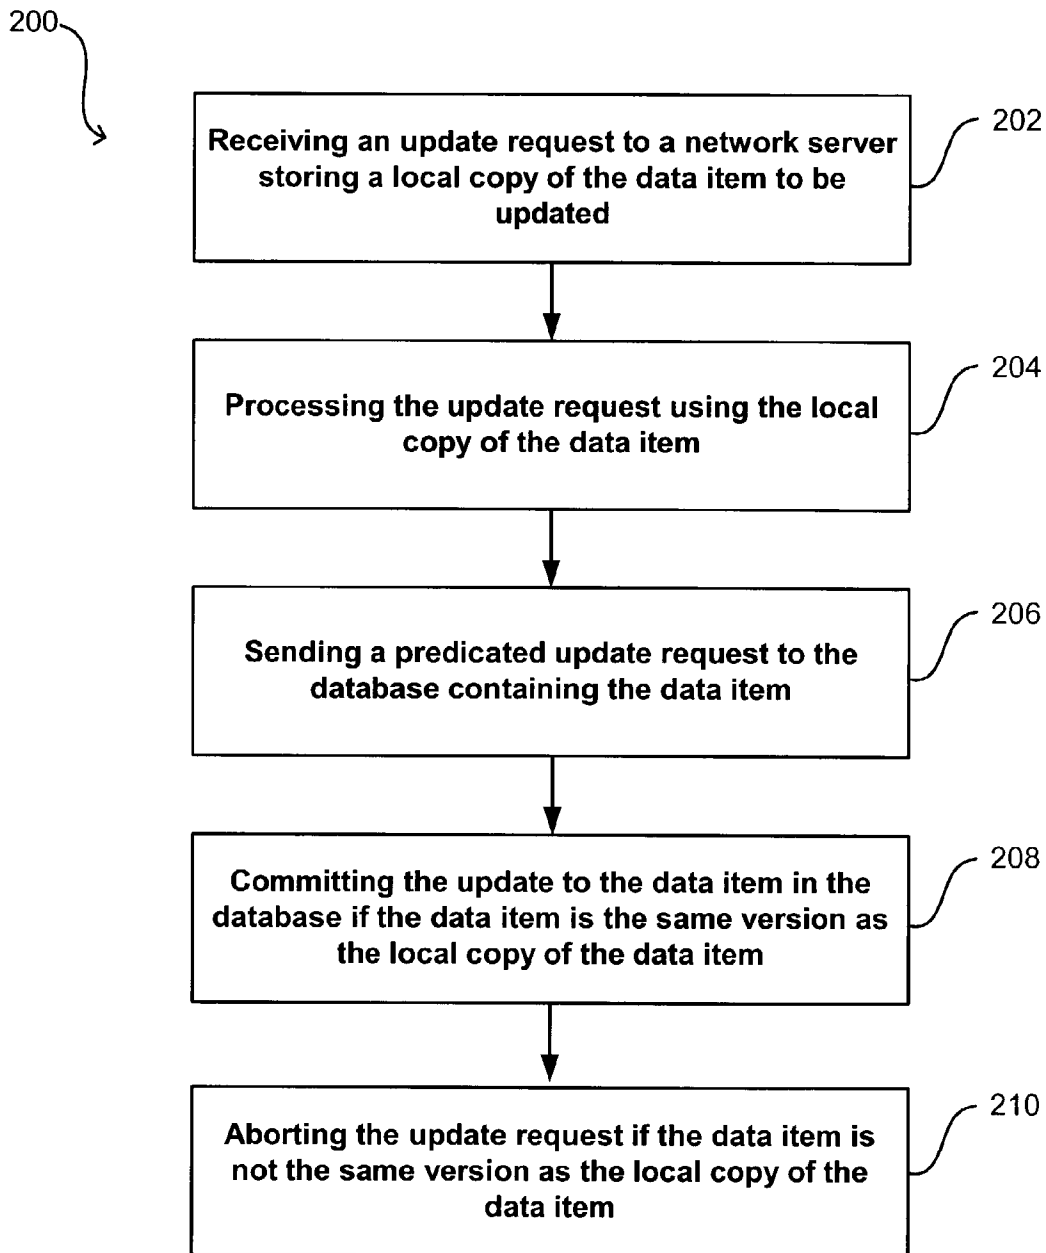 200
Receiving an update request to a network server
storing a local copy of the data item to be
updated
202
Processing the update request using the local
copy of the data item
204
Sending a predicated update request to the
database containing the data item
206
Committing the update to the data item in the
database if the data item is the same version as
the local copy of the data item
208
Aborting the update request if the data item is
not the same version as the local copy of the
data item
210